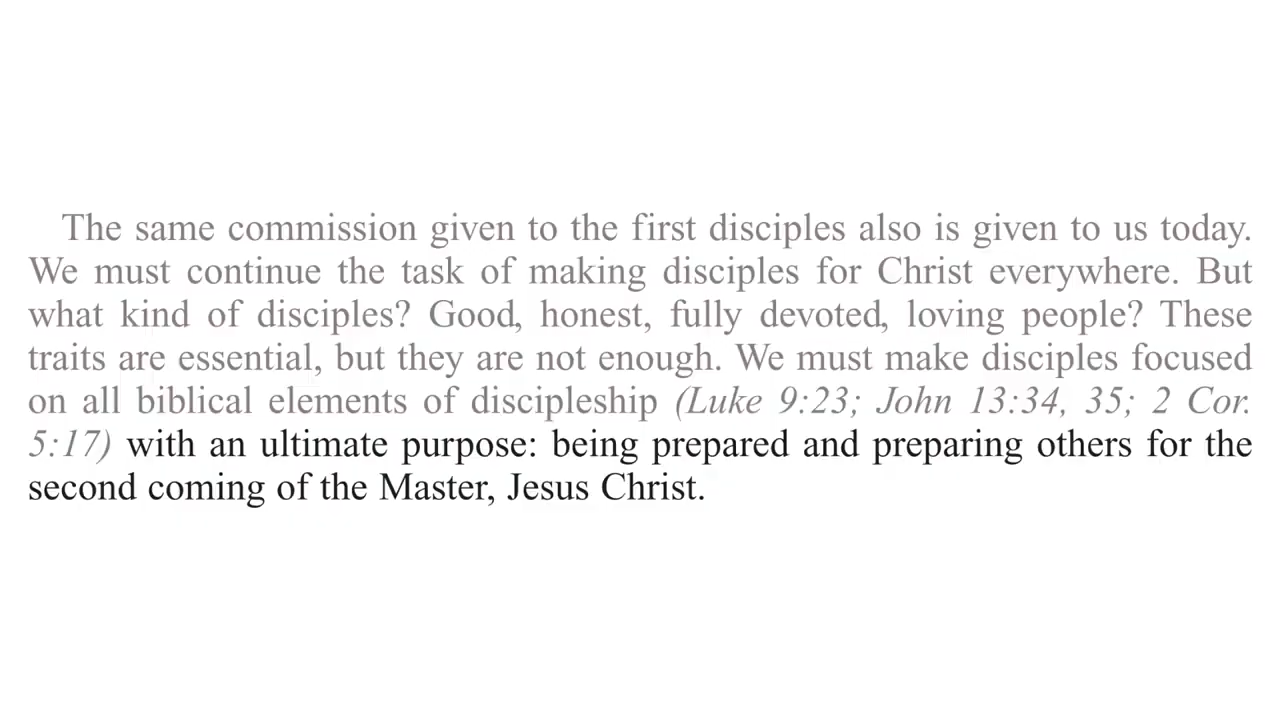 The same commission given to the first disciples also is given to us today.
We must continue the task of making disciples for Christ everywhere. But
what kind of disciples? Good, honest, fully devoted, loving people? These
traits are essential, but they are not enough. We must make disciples focused
on all biblical elements of discipleship (Luke 9:23; John 13:34, 35; 2 Cor.
5:17) with an ultimate purpose: being prepared and preparing others for the
second coming of the Master, Jesus Christ.